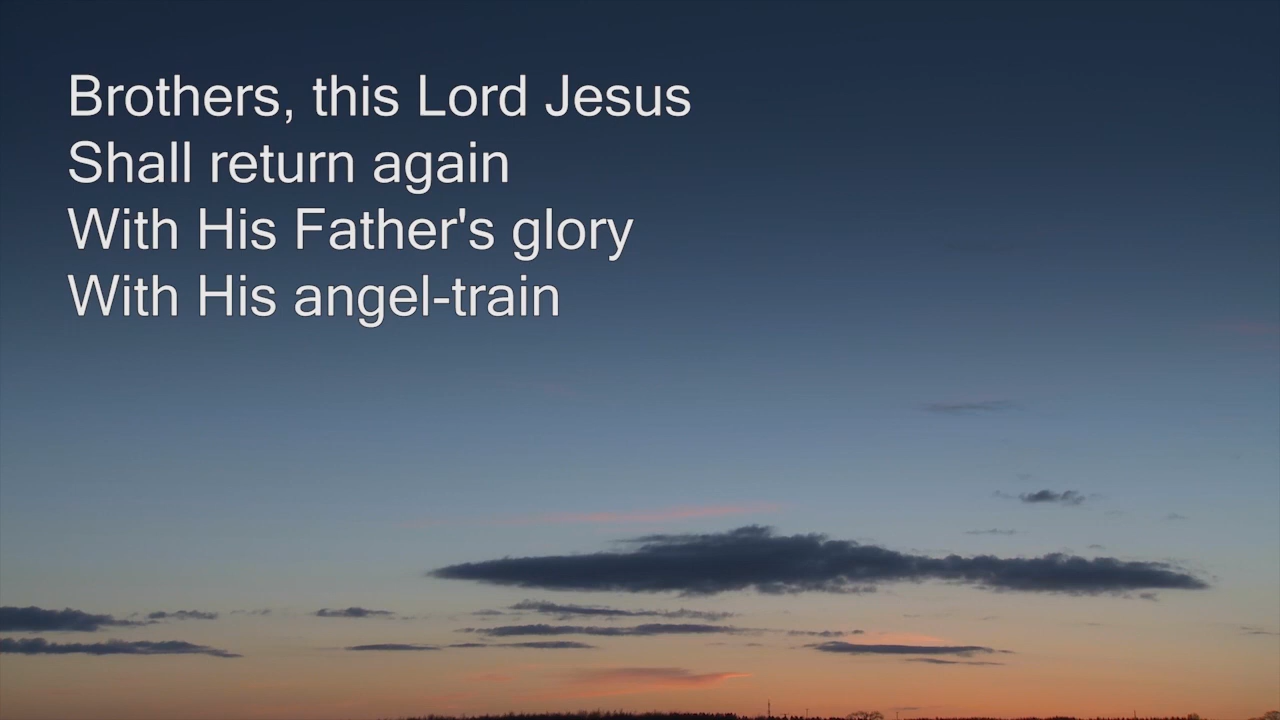 Brothers, this Lord Jesus
Shall return again
With His Father's glory
With His angel-train